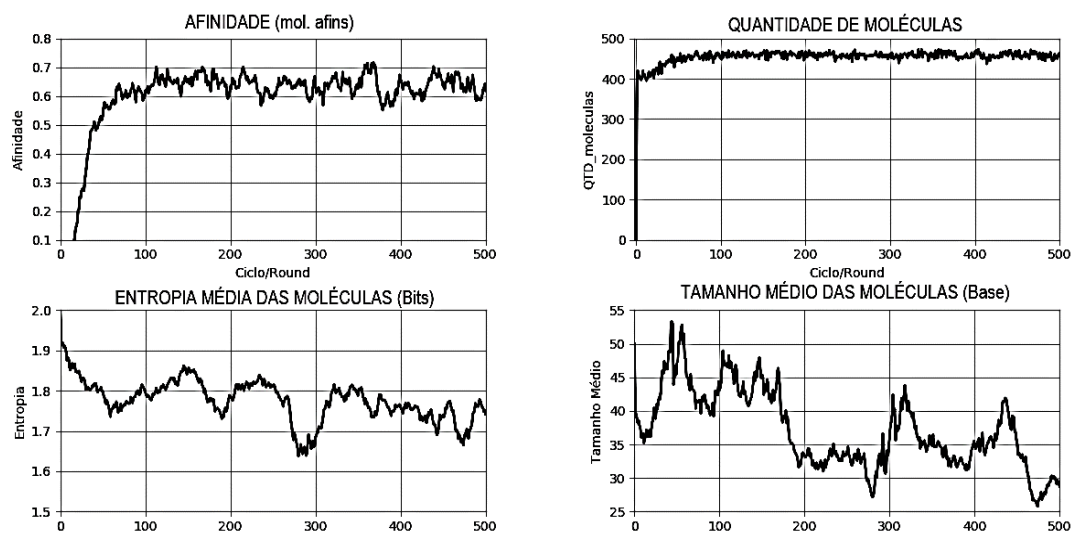 AFINIDADE (mol. afins)
0.8
0.7
0.6
0.5
0.4
0.3
0.2
0.1
Afinidade
0 100 200 300 400 500
Ciclo/Round
QUANTIDADE DE MOLÉCULAS
500
400
300
200
100
0
QTD_moleculas
0 100 200 300 400 500
Ciclo/Round
ENTROPIA MÉDIA DAS MOLÉCULAS (Bits)
2.0
1.9
1.8
1.7
1.6
1.5
Entropia
0 100 200 300 400 500
TAMANHO MÉDIO DAS MOLÉCULAS (Base)
55
50
45
40
35
30
25
Tamanho Médio
0 100 200 300 400 500